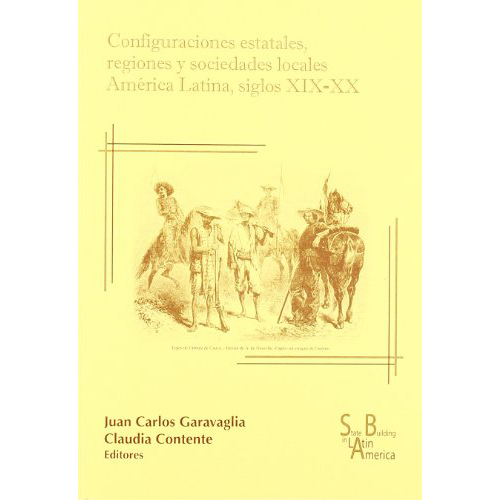 Configuraciones estatales,
regiones y sociedades locales
América Latina, siglos XIX-XX
Juan Carlos Garavaglia
Claudia Contente
Editores
State Building
in Latin
America